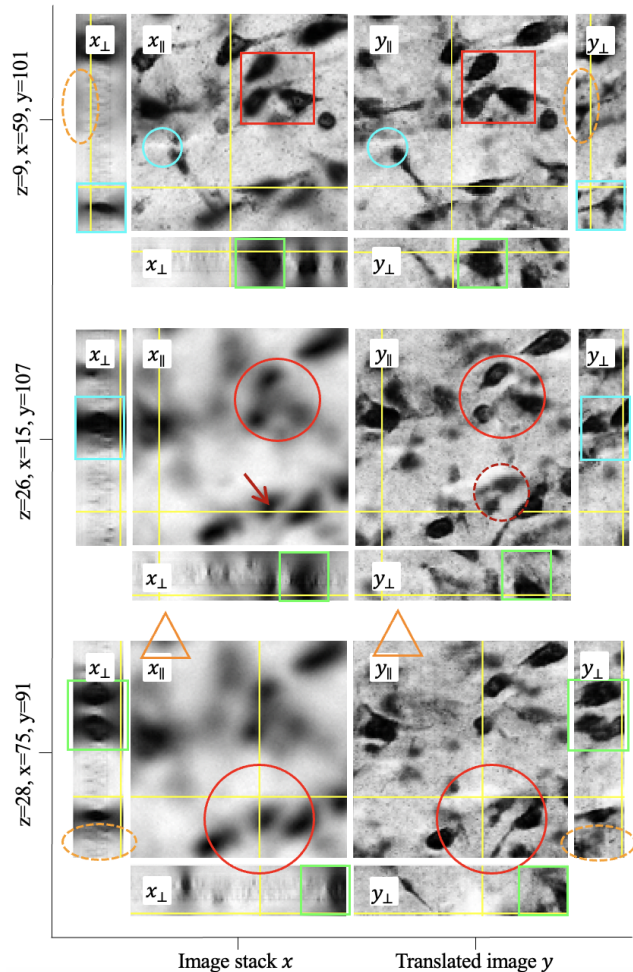 z=9, x=59, y=101
x⊥
x∥
y∥
y⊥
x⊥
y⊥
z=26, x=15, y=107
x⊥
x∥
y∥
y⊥
x⊥
y⊥
z=28, x=75, y=91
x⊥
x∥
y∥
y⊥
x⊥
y⊥
Image stack x
Translated image y